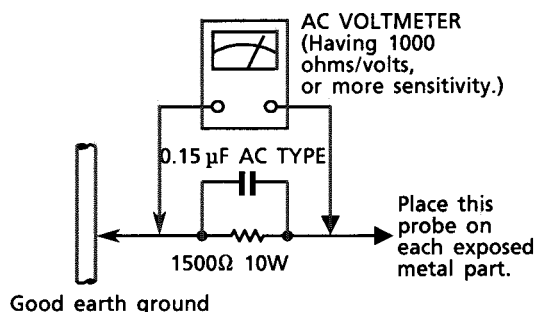 AC VOLTMETER
(Having 1000
ohms/volts,
or more sensitivity.)
0.15 μF AC TYPE
1500Ω 10W
Place this
probe on
each exposed
metal part.
Good earth ground